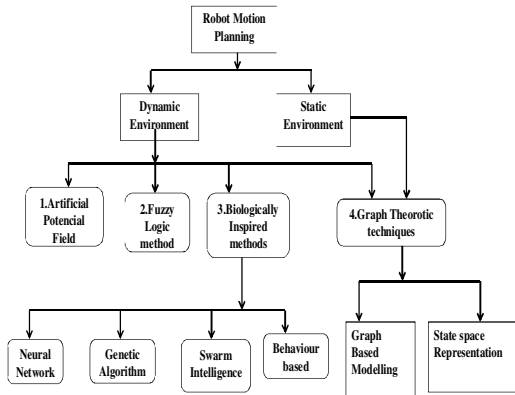 Robot Motion
Planning
Dynamic
Environment
Static
Environment
1.Artificial
Potencial
Field
2.Fuzzy
Logic
method
3.Biologically
Inspired
methods
4.Graph Theorotic
techniques
Neural
Network
Genetic
Algorithm
Swarm
Intelligence
Behaviour
based
Graph
Based
Modelling
State space
Representation